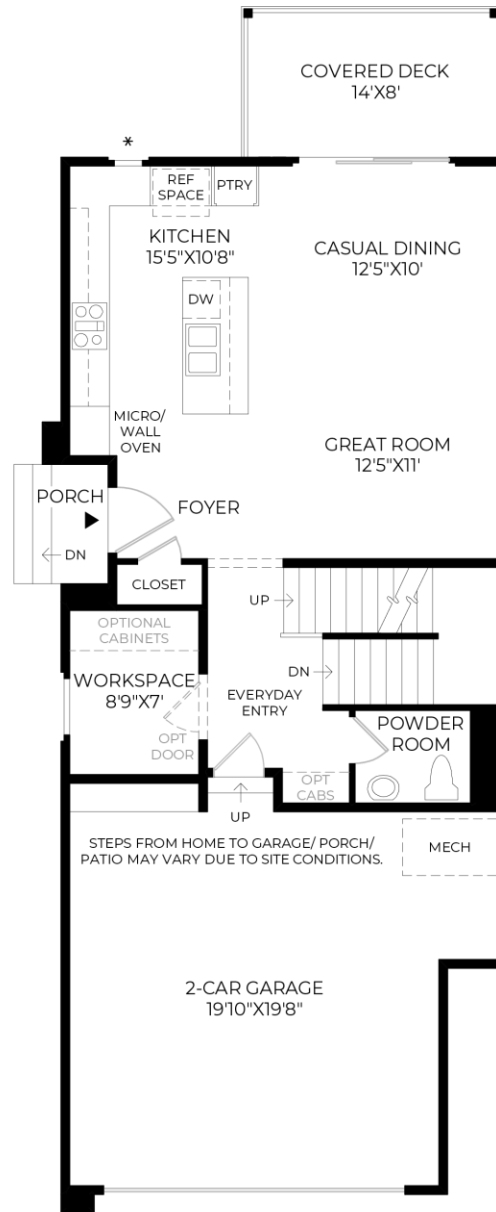 COVERED DECK
14'X8'
*
REF
SPACE
PTRY
KITCHEN
15'5"X10'8"
CASUAL DINING
12'5"X10'
DW
MICRO/
WALL
OVEN
GREAT ROOM
12'5"X11'
PORCH
FOYER
DN
CLOSET
UP
OPTIONAL
CABINETS
WORKSPACE
8'9"X7'
DN
EVERYDAY
ENTRY
OPT
DOOR
POWDER
ROOM
OPT
CABS
UP
STEPS FROM HOME TO GARAGE/ PORCH/
PATIO MAY VARY DUE TO SITE CONDITIONS.
MECH
2-CAR GARAGE
19'10"X19'8"